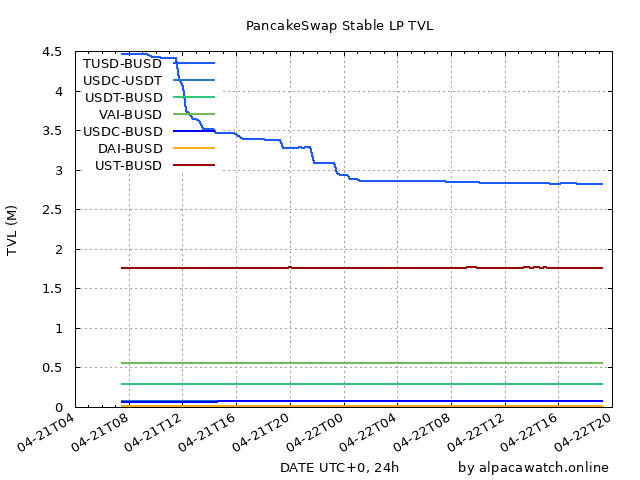 PancakeSwap Stable LP TVL
TVL (M)
4.5
4
3.5
3
2.5
2
1.5
1
0.5
0
TUSD-BUSD
USDC-USDT
USDT-BUSD
VAI-BUSD
USDC-BUSD
DAI-BUSD
UST-BUSD
04-21T04
04-21T08
04-21T12
04-21T16
04-21T20
04-22T00
04-22T04
04-22T08
04-22T12
04-22T16
04-22T20
DATE UTC+0, 24h
by alpacawatch.online